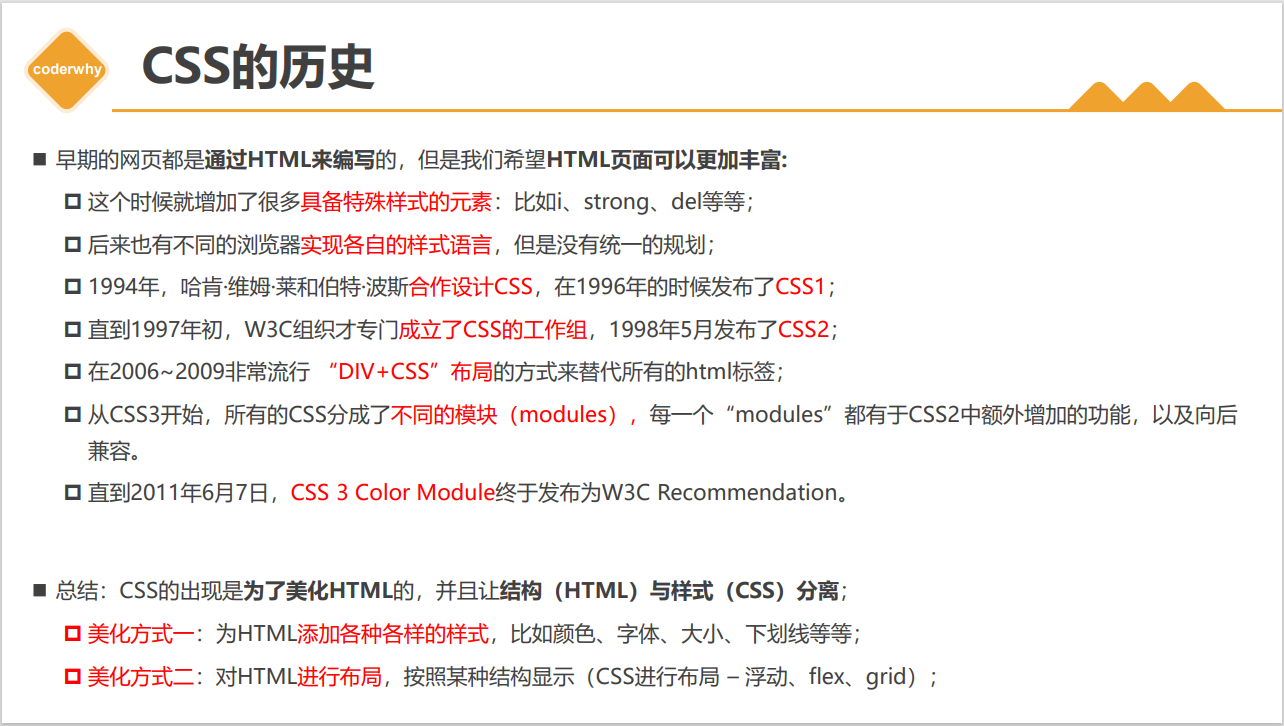 coderwhy
CSS的历史
早期的网页都是通过HTML来编写的，但是我们希望HTML页面可以更加丰富:
这个时候就增加了很多具备特殊样式的元素：比如i、strong、del等等；
后来也有不同的浏览器实现各自的样式语言，但是没有统一的规划；
1994年，哈肯·维姆·莱和伯特·波斯合作设计CSS，在1996年的时候发布了CSS1；
直到1997年初，W3C组织才专门成立了CSS的工作组，1998年5月发布了CSS2；
在2006~2009非常流行 “DIV+CSS”布局的方式来替代所有的html标签；
从CSS3开始，所有的CSS分成了不同的模块（modules），每一个“modules”都有于CSS2中额外增加的功能，以及向后
兼容。
直到2011年6月7日，CSS 3 Color Module终于发布为W3C Recommendation。
总结：CSS的出现是为了美化HTML的，并且让结构（HTML）与样式（CSS）分离；
美化方式一：为HTML添加各种各样的样式，比如颜色、字体、大小、下划线等等；
美化方式二：对HTML进行布局，按照某种结构显示（CSS进行布局 – 浮动、flex、grid）；